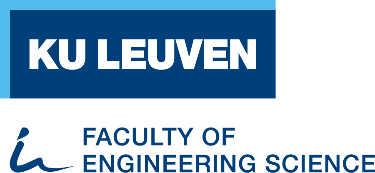 KU LEUVEN
FACULTY OF
ENGINEERING SCIENCE